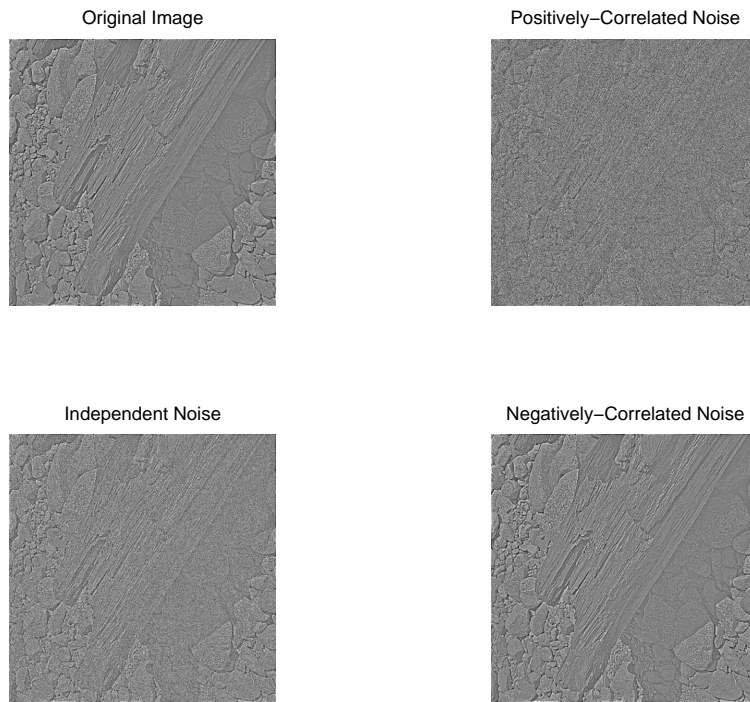 Original Image
Positively−Correlated Noise
Independent Noise
Negatively−Correlated Noise